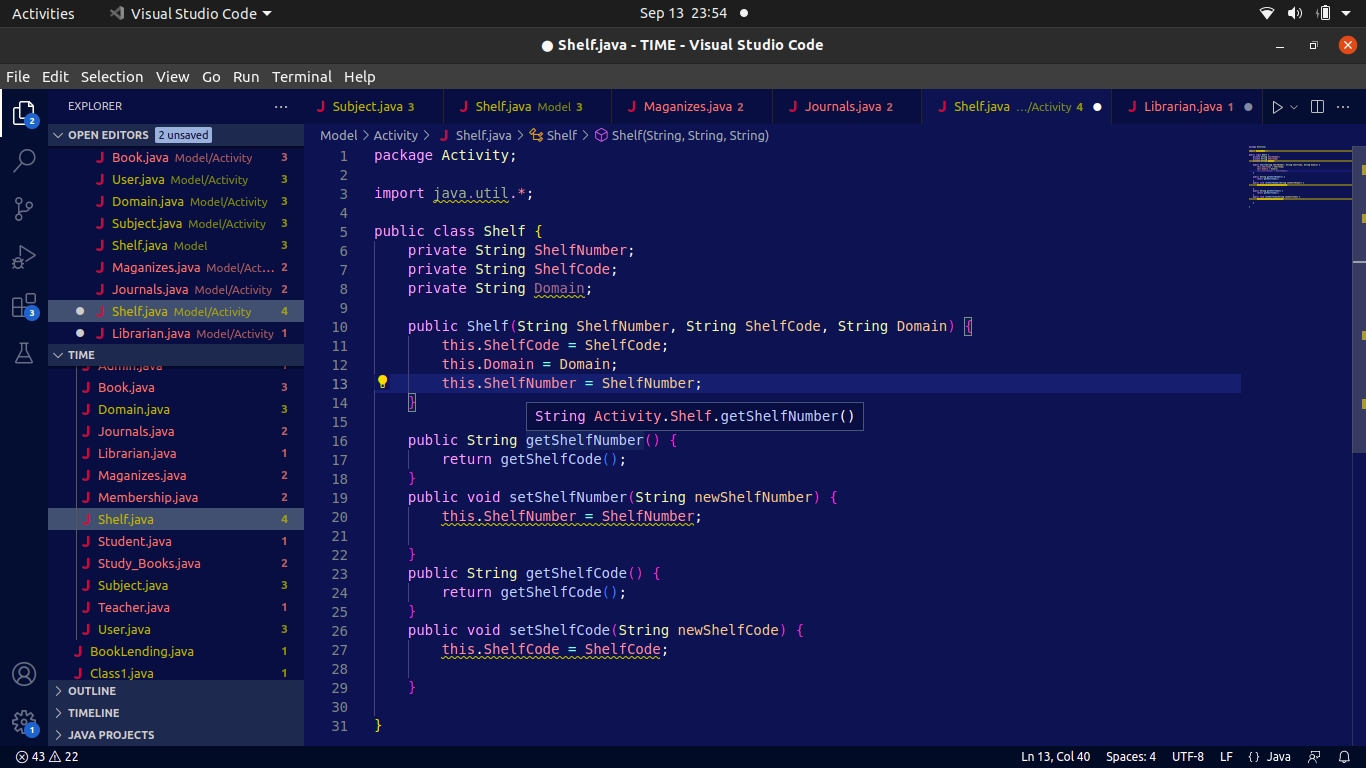 Activities Visual Studio Code Sep 13 23:54
Shelf.java - TIME - Visual Studio Code
File Edit Selection View Go Run Terminal Help
EXPLORER
OPEN EDITORS 2 unsaved
Book.java Model/Activity 3
User.java Model/Activity 3
Domain.java Model/Activity 3
Subject.java Model/Activity 3
Shelf.java Model 3
Maganizes.java Model/Act... 2
Journals.java Model/Activity 2
Shelf.java Model/Activity 4
Librarian.java Model/Activity 1
TIME
Admin.java 1
Book.java 3
Domain.java 3
Journals.java 2
Librarian.java 1
Maganizes.java 2
Membership.java 2
Shelf.java 4
Student.java 1
Study_Books.java 2
Subject.java 3
Teacher.java 1
User.java 3
BookLending.java 1
Class1.java 1
OUTLINE
TIMELINE
JAVA PROJECTS
2
3
1
Subject.java 3 Shelf.java Model 3 Maganizes.java 2 Journals.java 2 Shelf.java .../Activity 4 Librarian.java 1
Model > Activity > Shelf.java > Shelf > Shelf(String, String, String)
1 package Activity;
2
3 import java.util.*;
4
5 public class Shelf {
6 private String ShelfNumber;
7 private String ShelfCode;
8 private String Domain;
9
10 public Shelf(String ShelfNumber, String ShelfCode, String Domain) {
11 this.ShelfCode = ShelfCode;
12 this.Domain = Domain;
13 this.ShelfNumber = ShelfNumber;
14 }
String Activity.Shelf.getShelfNumber()
15
16 public String getShelfNumber() {
17 return getShelfCode();
18 }
19 public void setShelfNumber(String newShelfNumber) {
20 this.ShelfNumber = ShelfNumber;
21
22 }
23 public String getShelfCode() {
24 return getShelfCode();
25 }
26 public void setShelfCode(String newShelfCode) {
27 this.ShelfCode = ShelfCode;
28
29 }
30
31 }
43 22 Ln 13, Col 40 Spaces: 4 UTF-8 LF {} Java